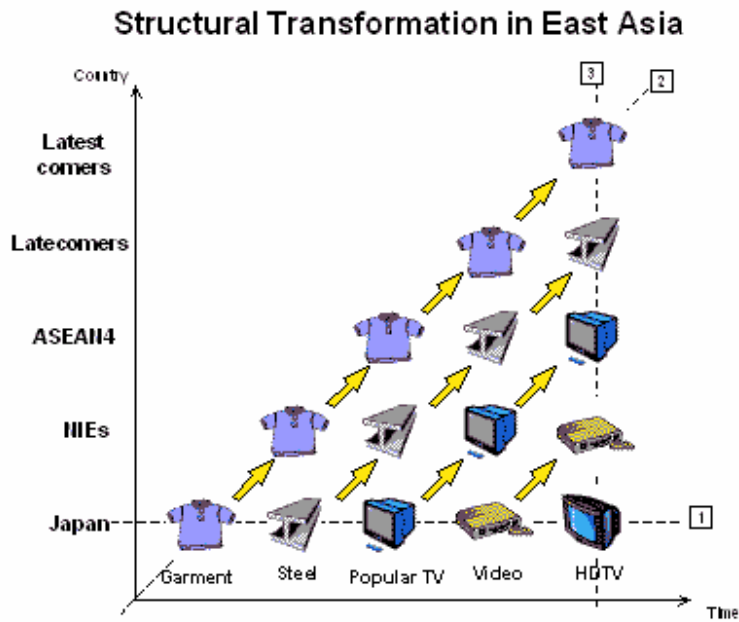 Structural Transformation in East Asia
Country
3
2
Latest
comers
Latecomers
ASEAN4
NIEs
Japan
1
Garment
Steel
Popular TV
Video
HDTV
Time